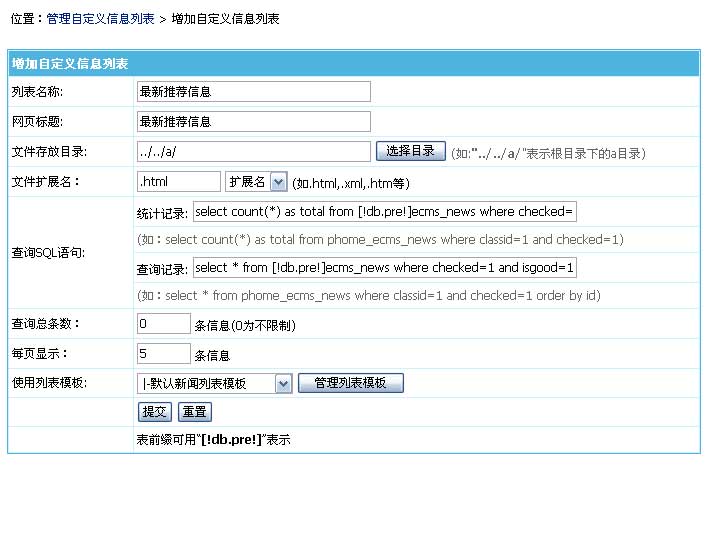 位置：管理自定义信息列表 > 增加自定义信息列表
增加自定义信息列表
列表名称: 最新推荐信息
网页标题: 最新推荐信息
文件存放目录: ../../a/ 选择目录 (如:"../../a/"表示根目录下的a目录)
文件扩展名： .html 扩展名 (如.html,.xml,.htm等)
统计记录: select count(*) as total from [!db.pre!]ecms_news where checked=
(如：select count(*) as total from phome_ecms_news where classid=1 and checked=1)
查询SQL语句:
查询记录: select * from [!db.pre!]ecms_news where checked=1 and isgood=1
(如：select * from phome_ecms_news where classid=1 and checked=1 order by id)
查询总条数： 0 条信息(0为不限制)
每页显示： 5 条信息
使用列表模板: |-默认新闻列表模板 管理列表模板
提交 重置
表前缀可用"[!db.pre!]"表示